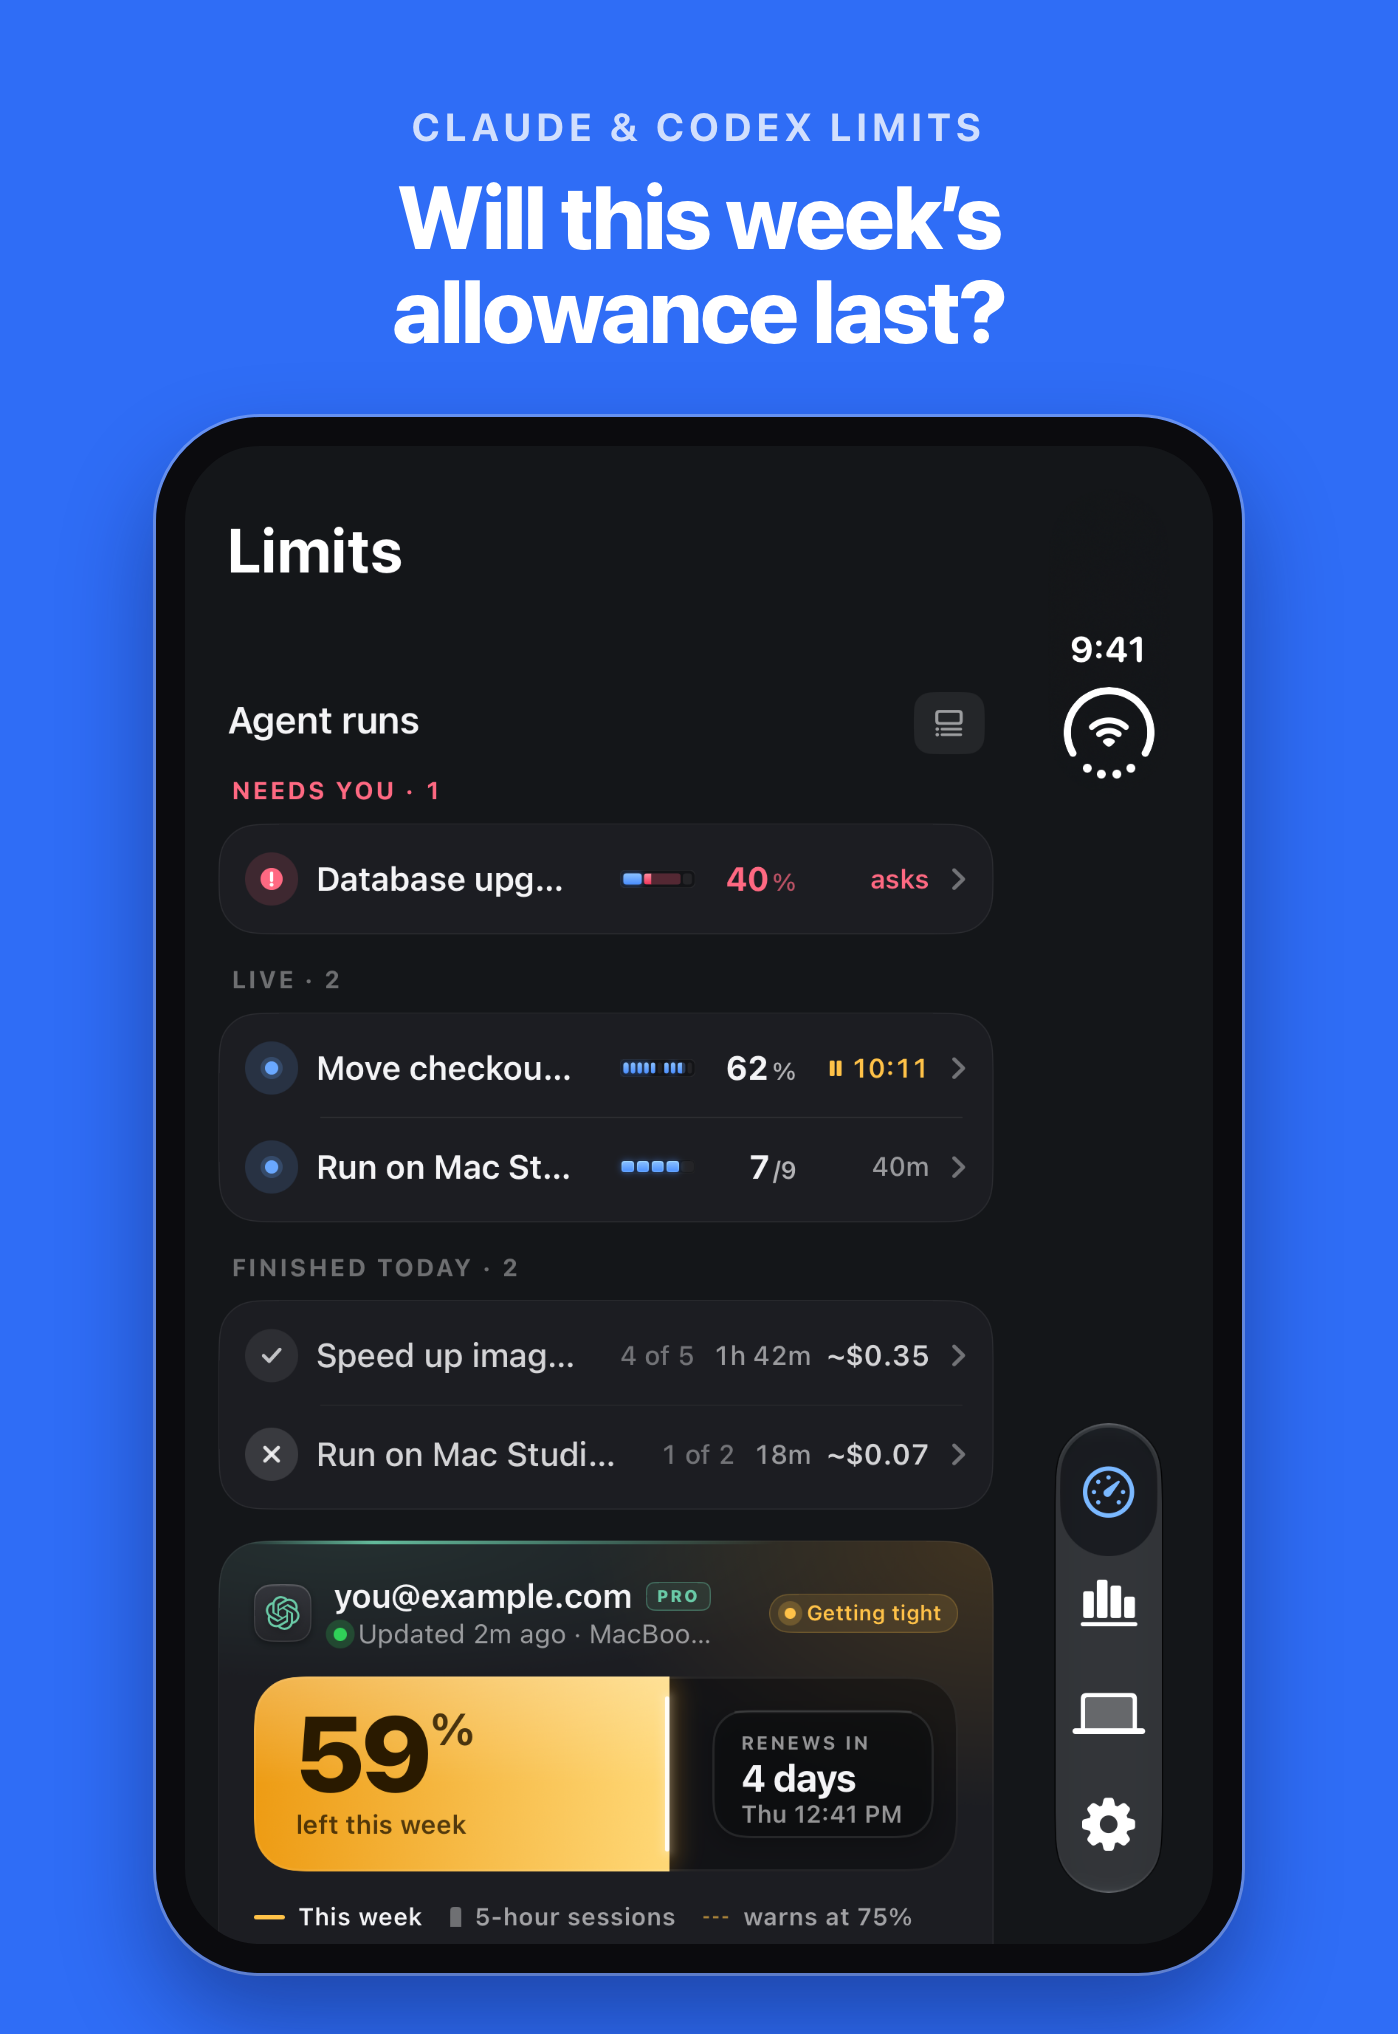 CLAUDE & CODEX LIMITS
Will this week’s
allowance last?
Limits
9:41
Agent runs
NEEDS YOU · 1
Database upg... 40% asks
LIVE · 2
Move checkou... 62% 10:11
Run on Mac St... 7/9 40m
FINISHED TODAY · 2
Speed up imag... 4 of 5 1h 42m ~$0.35
Run on Mac Studi... 1 of 2 18m ~$0.07
you@example.com PRO
Getting tight
Updated 2m ago · MacBoo...
59%
left this week
RENEWS IN
4 days
Thu 12:41 PM
This week 5-hour sessions warns at 75%